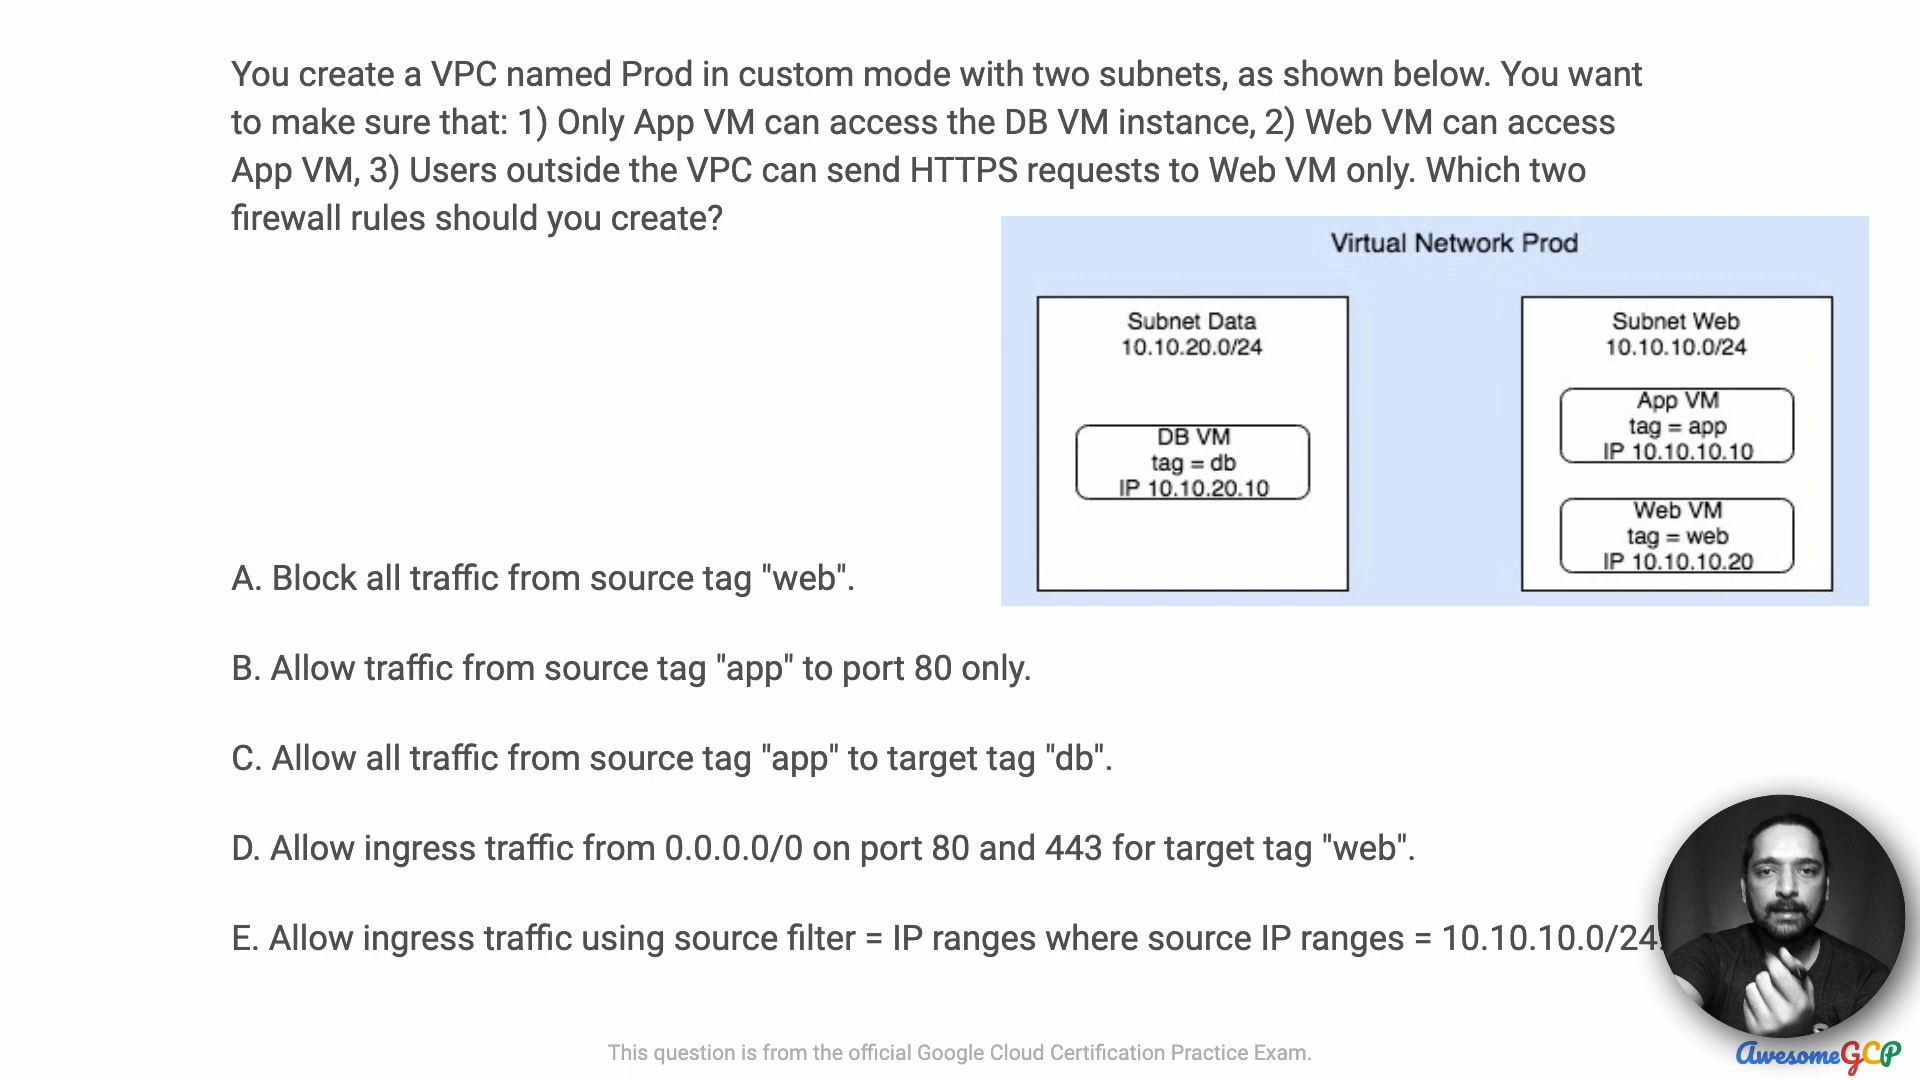 You create a VPC named Prod in custom mode with two subnets, as shown below. You want
to make sure that: 1) Only App VM can access the DB VM instance, 2) Web VM can access
App VM, 3) Users outside the VPC can send HTTPS requests to Web VM only. Which two
firewall rules should you create?
Virtual Network Prod
Subnet Data
10.10.20.0/24
DB VM
tag = db
IP 10.10.20.10
Subnet Web
10.10.10.0/24
App VM
tag = app
IP 10.10.10.10
Web VM
tag = web
IP 10.10.10.20
A. Block all traffic from source tag "web".
B. Allow traffic from source tag "app" to port 80 only.
C. Allow all traffic from source tag "app" to target tag "db".
D. Allow ingress traffic from 0.0.0.0/0 on port 80 and 443 for target tag "web".
E. Allow ingress traffic using source filter = IP ranges where source IP ranges = 10.10.10.0/24.
This question is from the official Google Cloud Certification Practice Exam.
AwesomeGCP